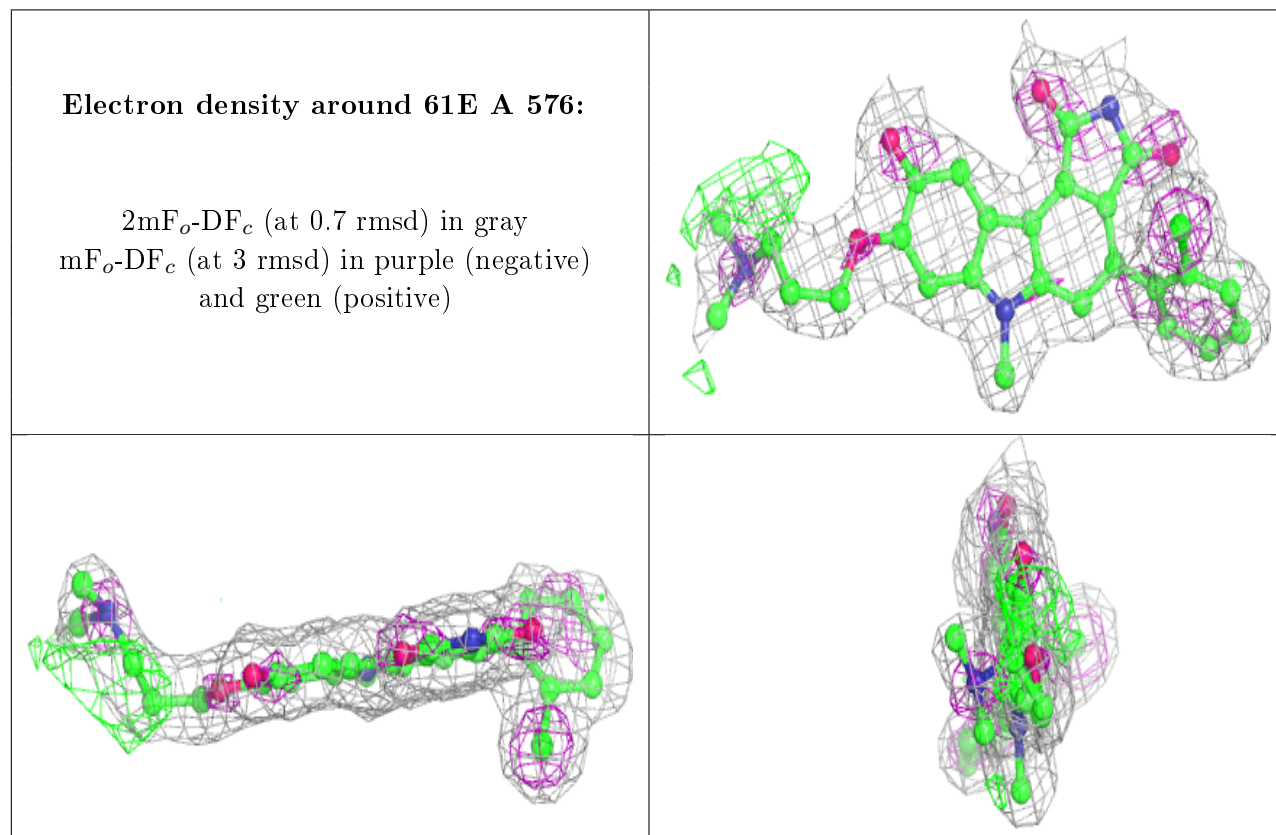 Electron density around 61E A 576:
2mFo-DFc (at 0.7 rmsd) in gray
mFo-DFc (at 3 rmsd) in purple (negative)
and green (positive)